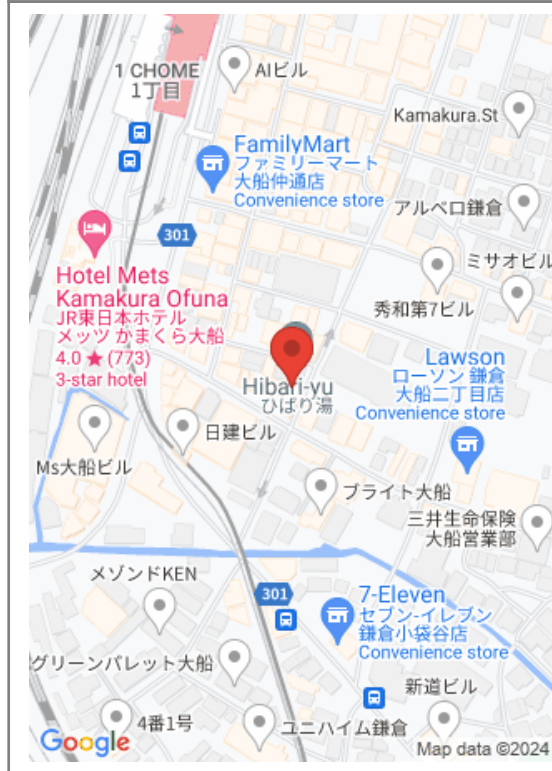 1 CHOME
1丁目
AIビル
Kamakura.St
FamilyMart
ファミリーマート
大船仲通店
Convenience store
アルベロ鎌倉
301
ミサオビル
Hotel Mets
Kamakura Ofuna
JR東日本ホテル
メッツ かまくら大船
4.0 ★ (773)
3-star hotel
秀和第7ビル
Lawson
ローソン 鎌倉
大船二丁目店
Convenience store
Hibari-yu
ひばり湯
日建ビル
Ms大船ビル
ブライト大船
三井生命保険
大船営業部
メゾンドKEN
301
7-Eleven
セブン-イレブン
鎌倉小袋谷店
Convenience store
グリーンパレット大船
新道ビル
4番1号
ユニハイム鎌倉
Google
Map data ©2024